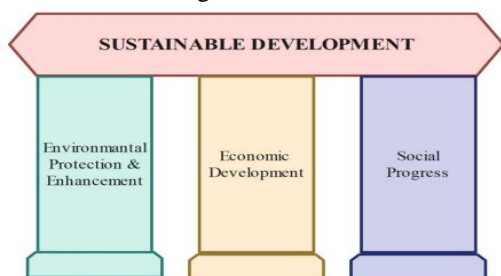 SUSTAINABLE DEVELOPMENT
Environmantal
Protection &
Enhancement
Economic
Development
Social
Progress